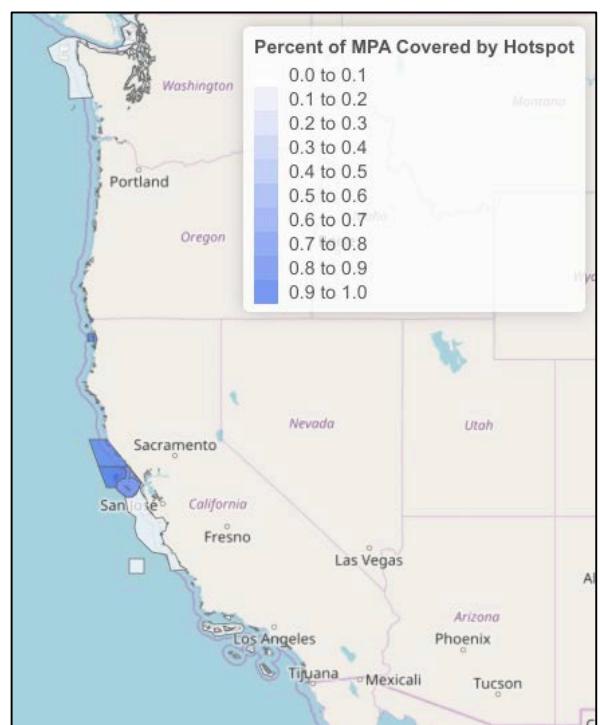 Percent of MPA Covered by Hotspot
0.0 to 0.1
0.1 to 0.2
0.2 to 0.3
0.3 to 0.4
0.4 to 0.5
0.5 to 0.6
0.6 to 0.7
0.7 to 0.8
0.8 to 0.9
0.9 to 1.0
Washington
Montana
Portland
Oregon
Sacramento
Nevada
Utah
San Jose
California
Fresno
Las Vegas
Los Angeles
Arizona
Phoenix
Tijuana
Mexicali
Tucson